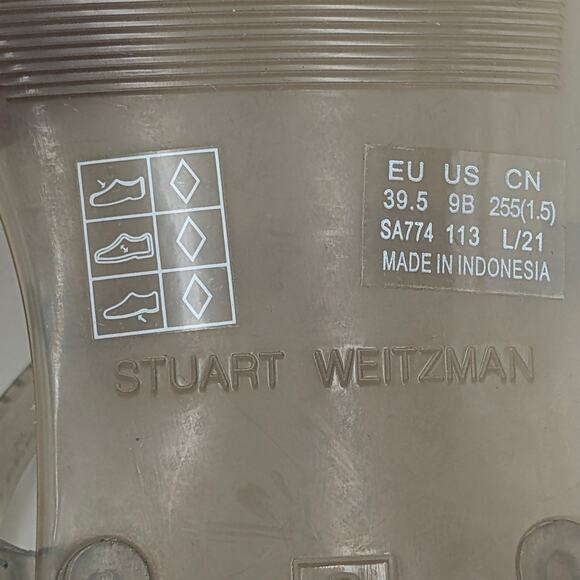 EU US CN
39.5 9B 255(1.5)
SA774 113 L/21
MADE IN INDONESIA
STUART WEITZMAN